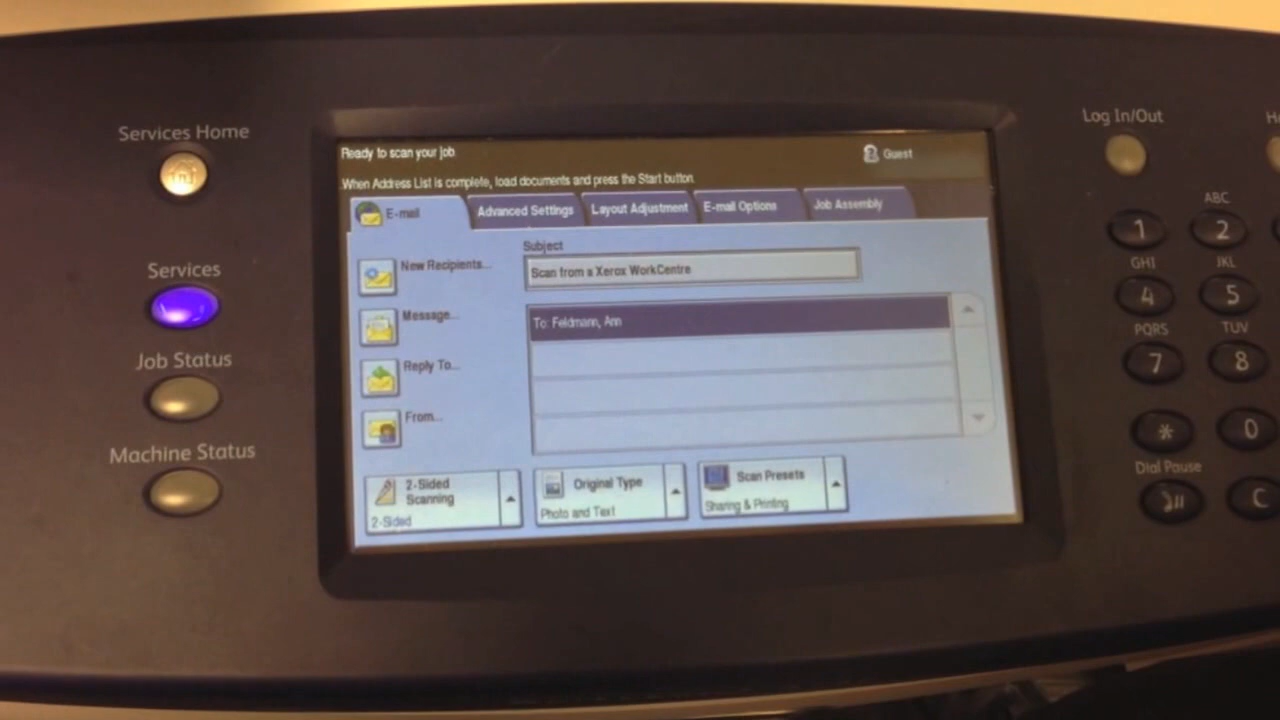 Services Home
Services
Job Status
Machine Status
Ready to scan your job.
Guest
When Address List is complete, load documents and press the Start button.
E-mail
Advanced Settings
Layout Adjustment
E-mail Options
Job Assembly
New Recipients...
Message...
Reply To...
From...
Subject
Scan from a Xerox WorkCentre
To: Feldmann, Ann
2-Sided
Scanning
2-Sided
Original Type
Photo and Text
Scan Presets
Sharing & Printing
Log In/Out
1
ABC
2
GHI
4
JKL
5
PQRS
7
TUV
8
*
0
Dial Pause
C